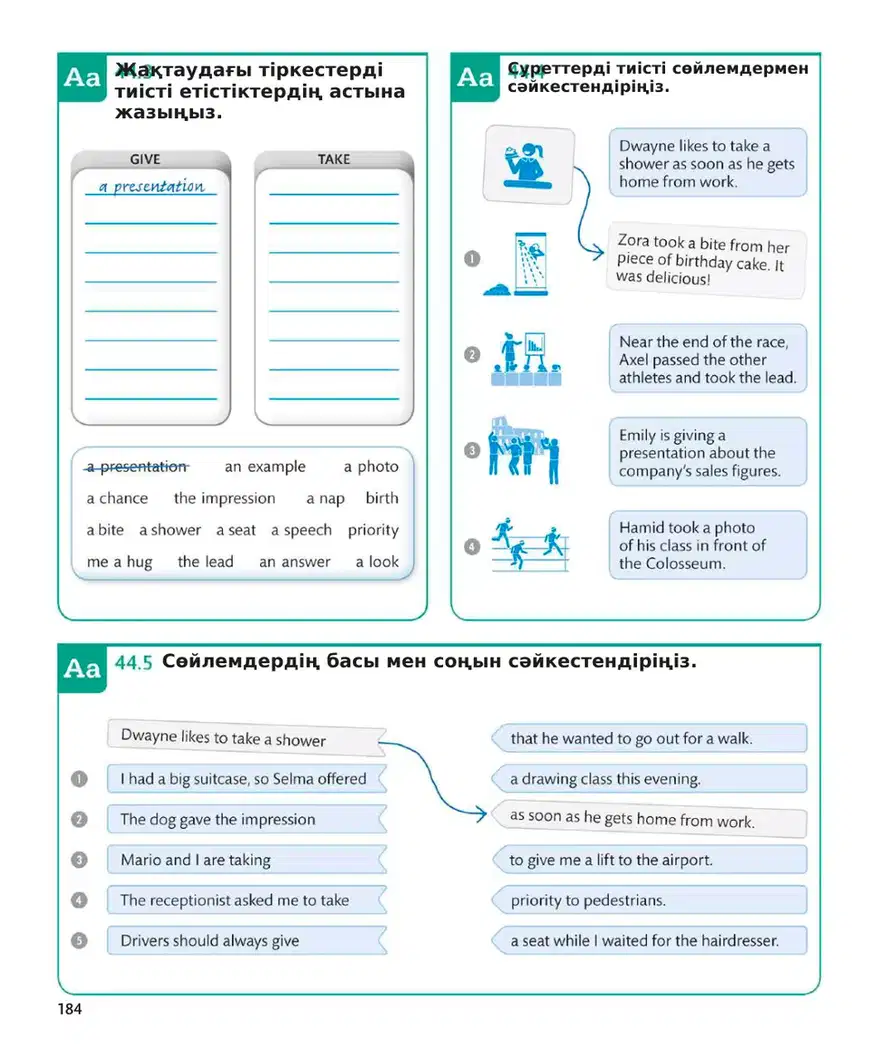 Aa
44.3 Жақтаудағы тіркестерді
тиісті етістіктердің астына
жазыңыз.
GIVE
a presentation
TAKE
a presentation an example a photo
a chance the impression a nap birth
a bite a shower a seat a speech priority
me a hug the lead an answer a look
Aa
44.4 Суреттерді тиісті сөйлемдермен
сәйкестендіріңіз.
Dwayne likes to take a
shower as soon as he gets
home from work.
1
Zora took a bite from her
piece of birthday cake. It
was delicious!
2
Near the end of the race,
Axel passed the other
athletes and took the lead.
3
Emily is giving a
presentation about the
company's sales figures.
4
Hamid took a photo
of his class in front of
the Colosseum.
Aa
44.5 Сөйлемдердің басы мен соңын сәйкестендіріңіз.
Dwayne likes to take a shower
that he wanted to go out for a walk.
1 I had a big suitcase, so Selma offered
a drawing class this evening.
2 The dog gave the impression
as soon as he gets home from work.
3 Mario and I are taking
to give me a lift to the airport.
4 The receptionist asked me to take
priority to pedestrians.
5 Drivers should always give
a seat while I waited for the hairdresser.
184